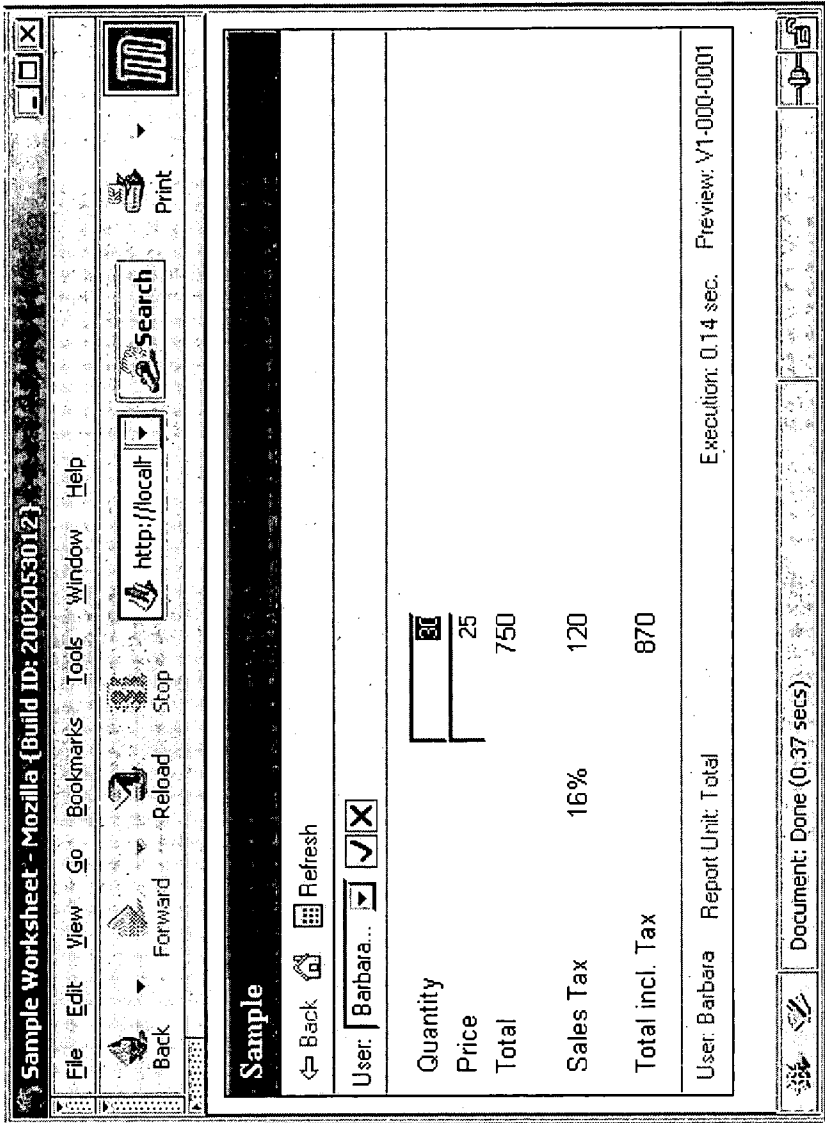 Sample Worksheet - Mozilla {Build ID: 2002053012}
File Edit View Go Bookmarks Tools Window Help
Back Forward Reload Stop http://localh Search Print
Sample
Back Refresh
User: Barbara...
Quantity 30
Price 25
Total 750
Sales Tax 16% 120
Total incl. Tax 870
User: Barbara Report Unit: Total Execution: 0.14 sec. Preview: V1-000-0001
Document: Done (0.37 secs)